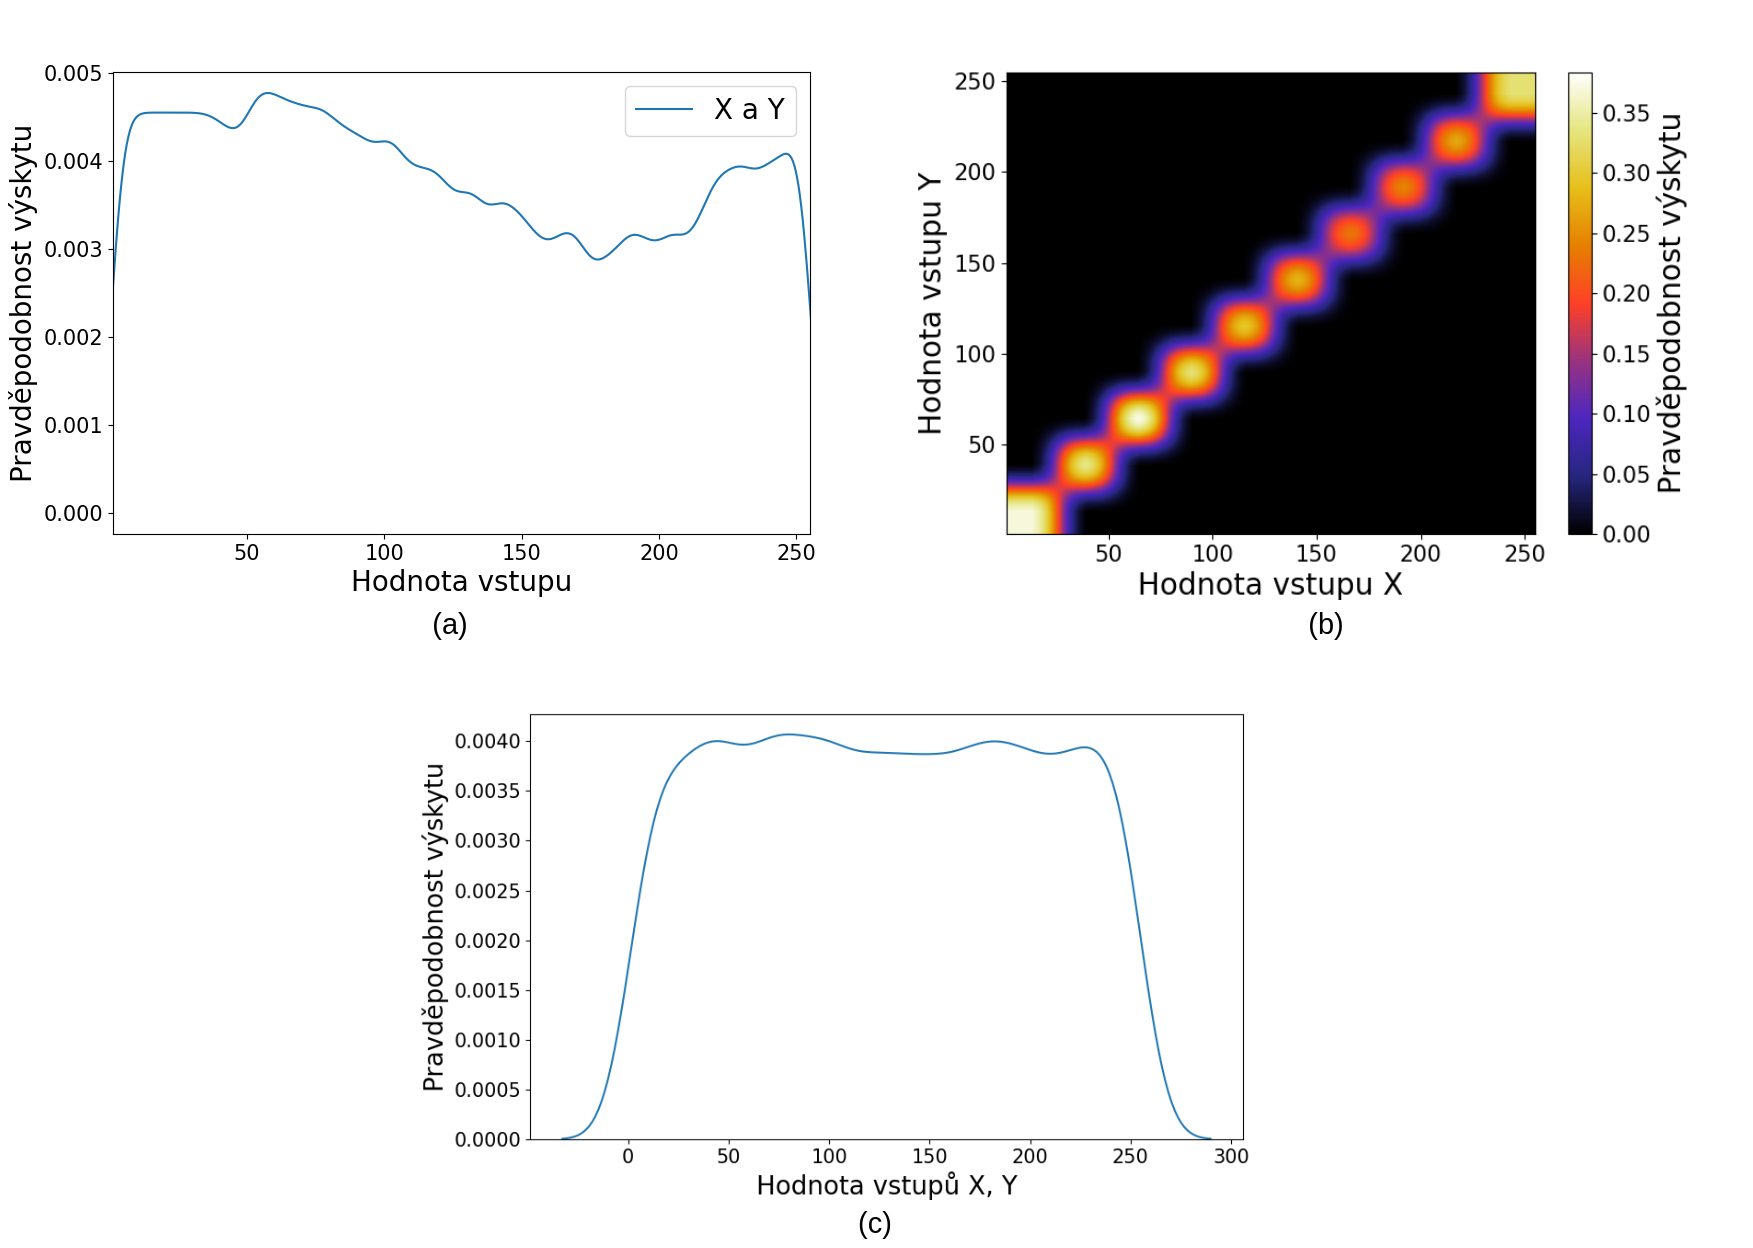 0.005
0.004
0.003
0.002
0.001
0.000
Pravděpodobnost výskytu
X a Y
50 100 150 200 250
Hodnota vstupu
(a)
250
200
150
100
50
Hodnota vstupu Y
50 100 150 200 250
Hodnota vstupu X
0.35
0.30
0.25
0.20
0.15
0.10
0.05
0.00
Pravděpodobnost výskytu
(b)
0.0040
0.0035
0.0030
0.0025
0.0020
0.0015
0.0010
0.0005
0.0000
Pravděpodobnost výskytu
0 50 100 150 200 250 300
Hodnota vstupů X, Y
(c)